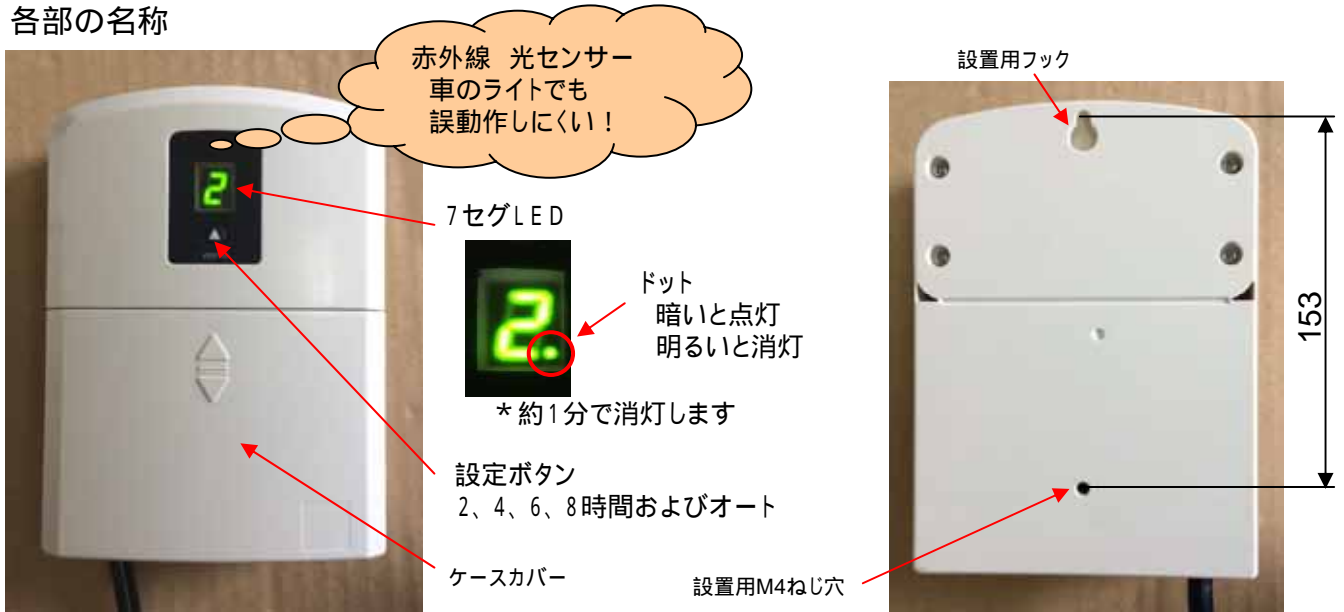 各部の名称
赤外線 光センサー
車のライトでも
誤動作しにくい！
設置用フック
2
7セグLED
2.
ドット
暗いと点灯
明るいと消灯
*約1分で消灯します
153
設定ボタン
2、4、6、8時間およびオート
ケースカバー
設置用M4ねじ穴